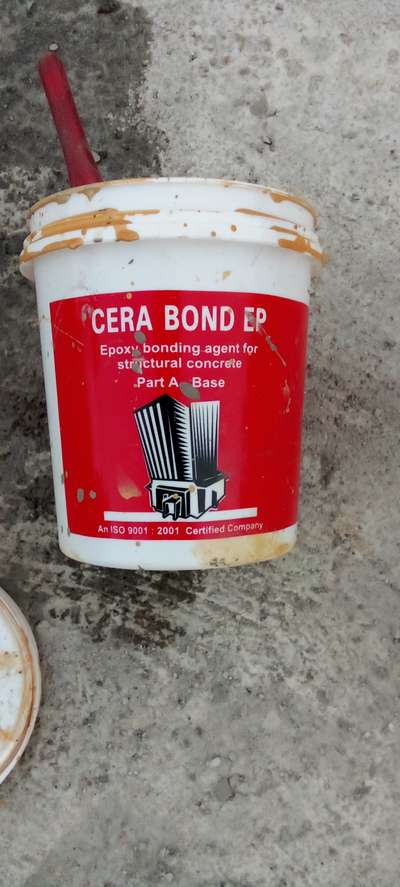 CERA BOND EP
Epoxy bonding agent for
structural concrete
Part A - Base
An ISO 9001 : 2001 Certified Company